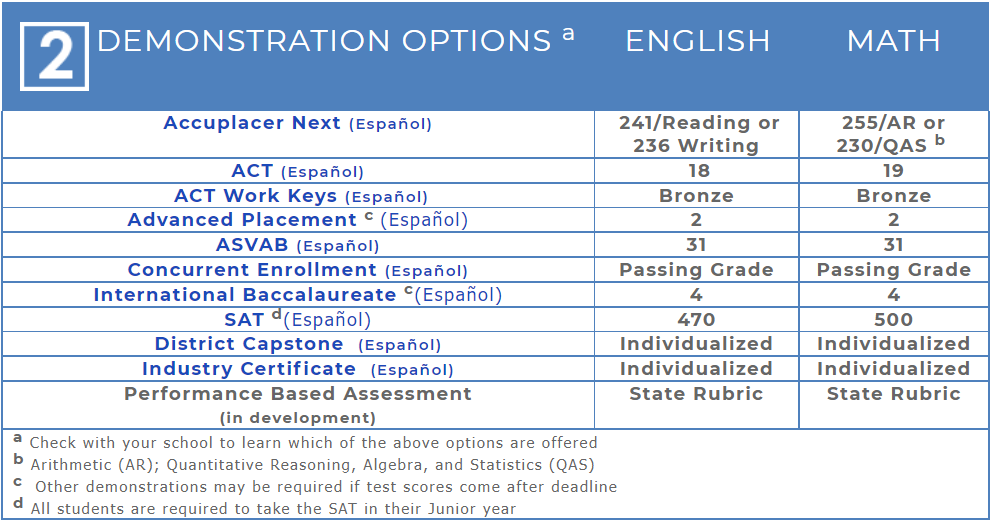 2 DEMONSTRATION OPTIONS a ENGLISH MATH
Accuplacer Next (Español) 241/Reading or 255/AR or
236 Writing 230/QAS b
ACT (Español) 18 19
ACT Work Keys (Español) Bronze Bronze
Advanced Placement c (Español) 2 2
ASVAB (Español) 31 31
Concurrent Enrollment (Español) Passing Grade Passing Grade
International Baccalaureate c(Español) 4 4
SAT d(Español) 470 500
District Capstone (Español) Individualized Individualized
Industry Certificate (Español) Individualized Individualized
Performance Based Assessment State Rubric State Rubric
(in development)
a Check with your school to learn which of the above options are offered
b Arithmetic (AR); Quantitative Reasoning, Algebra, and Statistics (QAS)
c Other demonstrations may be required if test scores come after deadline
d All students are required to take the SAT in their Junior year